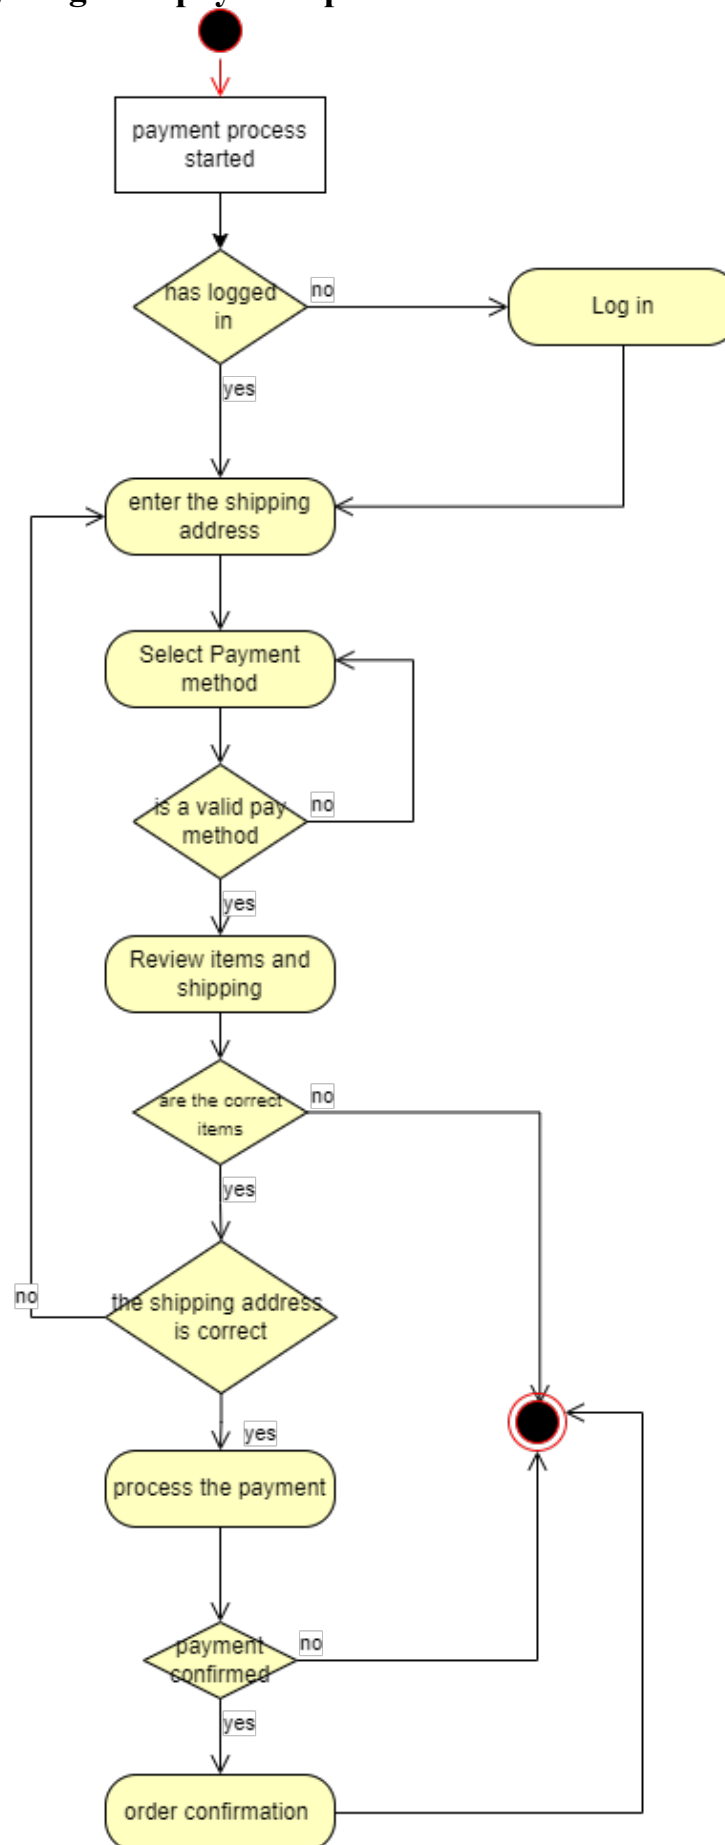 payment process
started
has logged
in
no
Log in
yes
enter the shipping
address
Select Payment
method
is a valid pay
method
no
yes
Review items and
shipping
are the correct
items
no
yes
the shipping address
is correct
no
yes
process the payment
payment
confirmed
no
yes
order confirmation